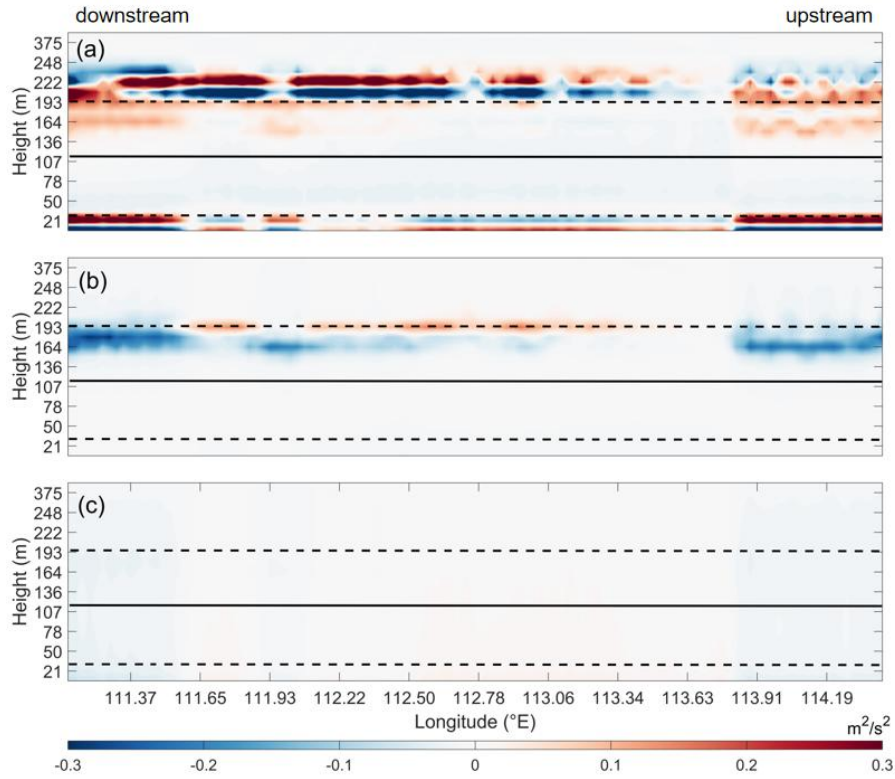 downstream upstream
(a)
375
248
222
193
164
136
107
78
50
21
Height (m)
(b)
375
248
222
193
164
136
107
78
50
21
Height (m)
(c)
375
248
222
193
164
136
107
78
50
21
Height (m)
111.37 111.65 111.93 112.22 112.50 112.78 113.06 113.34 113.63 113.91 114.19
Longitude (°E)
m²/s²
-0.3 -0.2 -0.1 0 0.1 0.2 0.3